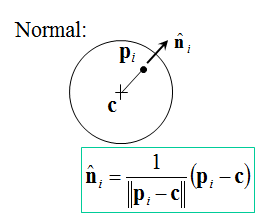 Normal:
p_i
n̂_i
c
n̂_i = 1 / ‖p_i − c‖ (p_i − c)